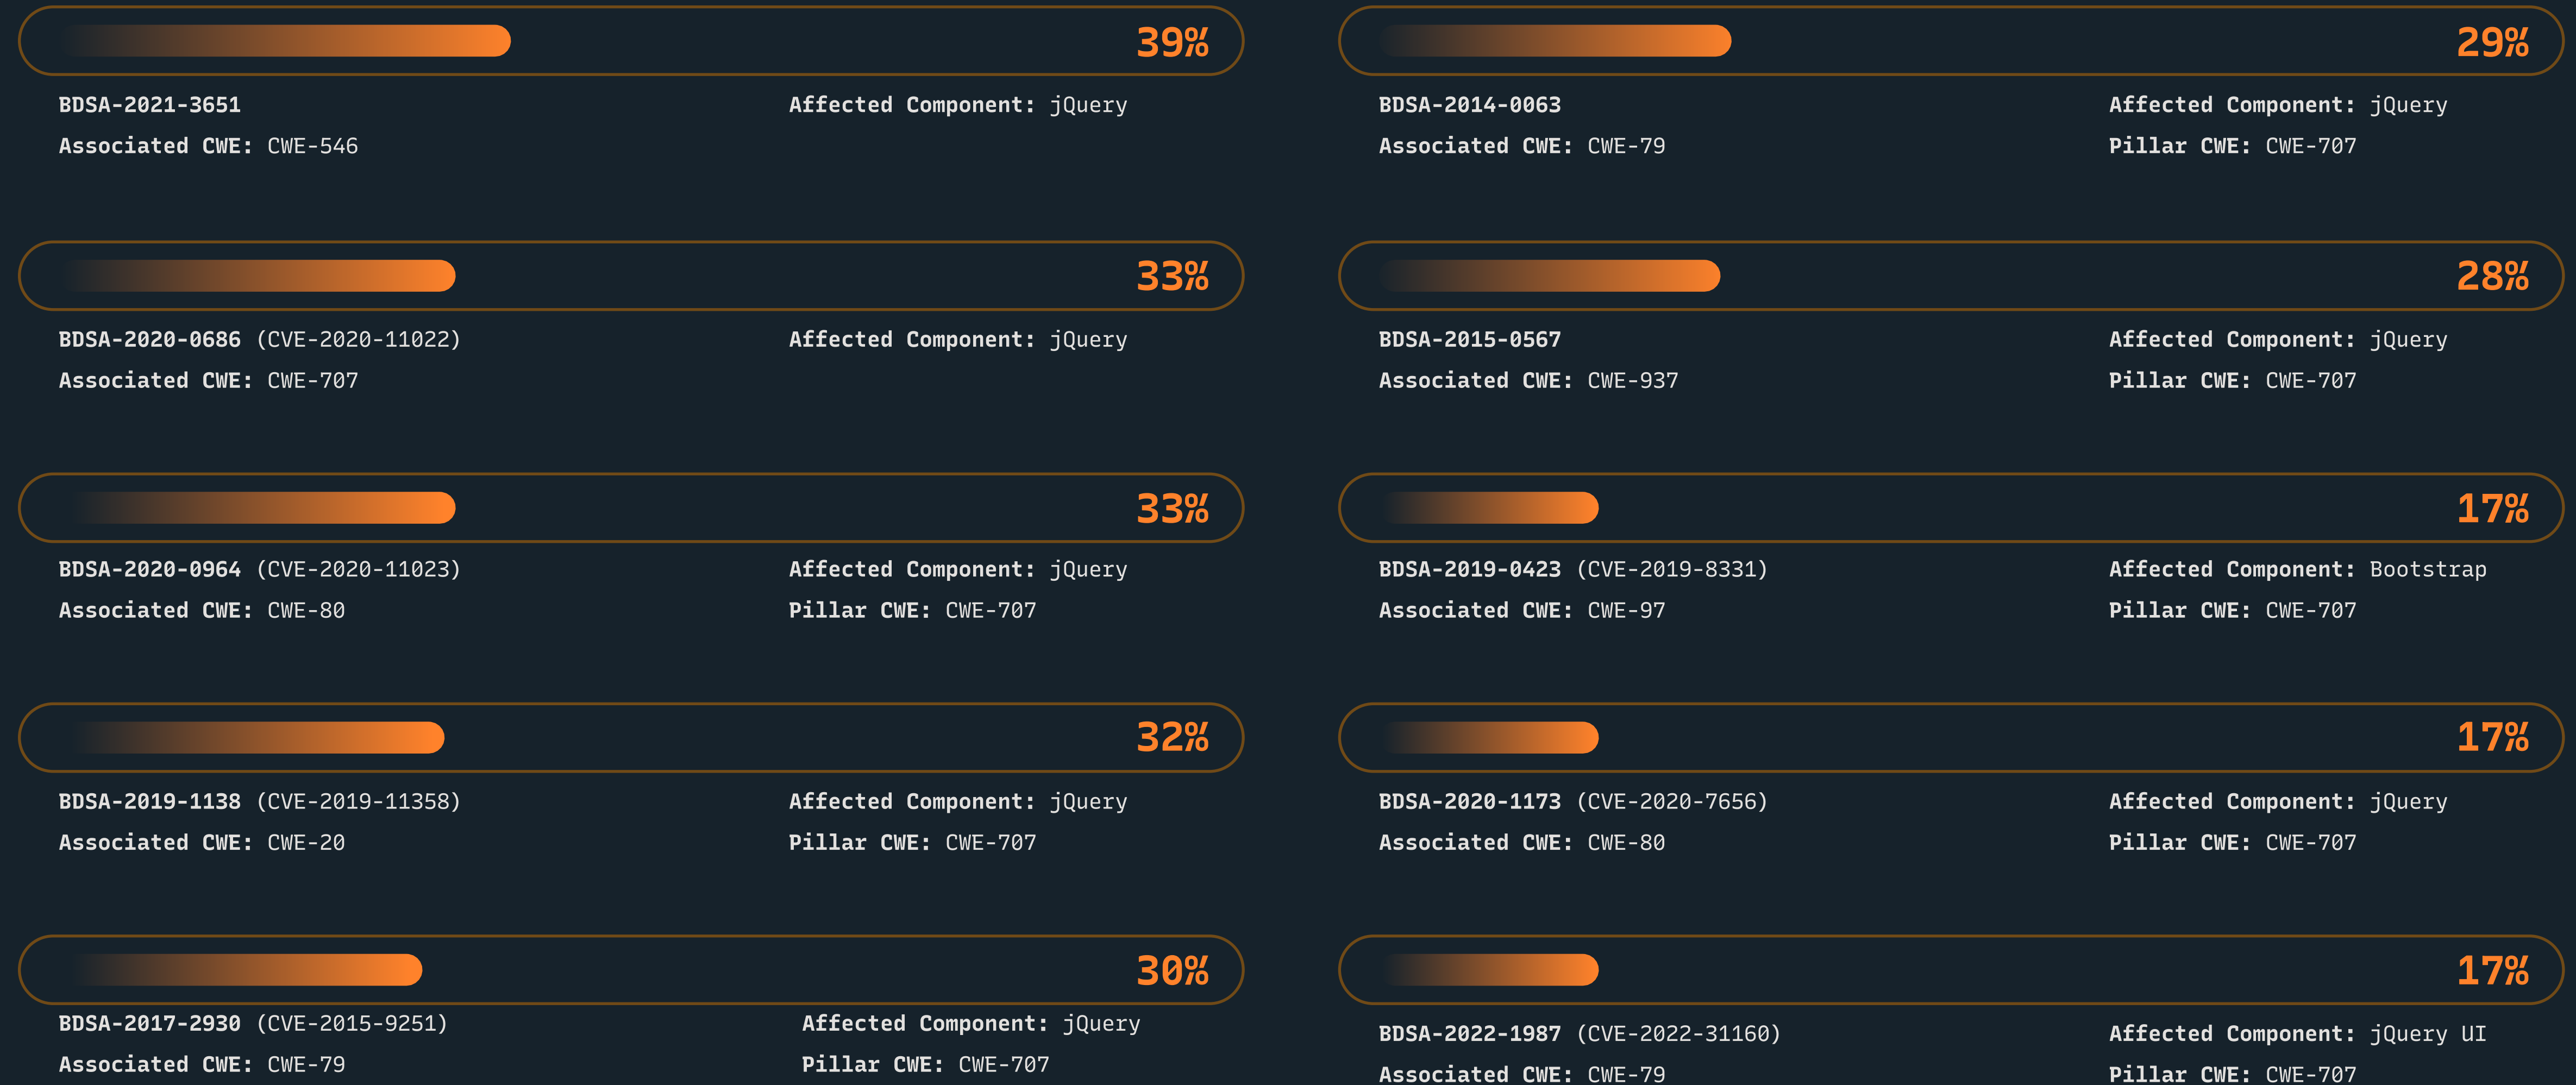 39%
BDSA-2021-3651 Affected Component: jQuery
Associated CWE: CWE-546
33%
BDSA-2020-0686 (CVE-2020-11022) Affected Component: jQuery
Associated CWE: CWE-707
33%
BDSA-2020-0964 (CVE-2020-11023) Affected Component: jQuery
Associated CWE: CWE-80 Pillar CWE: CWE-707
32%
BDSA-2019-1138 (CVE-2019-11358) Affected Component: jQuery
Associated CWE: CWE-20 Pillar CWE: CWE-707
30%
BDSA-2017-2930 (CVE-2015-9251) Affected Component: jQuery
Associated CWE: CWE-79 Pillar CWE: CWE-707
29%
BDSA-2014-0063 Affected Component: jQuery
Associated CWE: CWE-79 Pillar CWE: CWE-707
28%
BDSA-2015-0567 Affected Component: jQuery
Associated CWE: CWE-937 Pillar CWE: CWE-707
17%
BDSA-2019-0423 (CVE-2019-8331) Affected Component: Bootstrap
Associated CWE: CWE-97 Pillar CWE: CWE-707
17%
BDSA-2020-1173 (CVE-2020-7656) Affected Component: jQuery
Associated CWE: CWE-80 Pillar CWE: CWE-707
17%
BDSA-2022-1987 (CVE-2022-31160) Affected Component: jQuery UI
Associated CWE: CWE-79 Pillar CWE: CWE-707